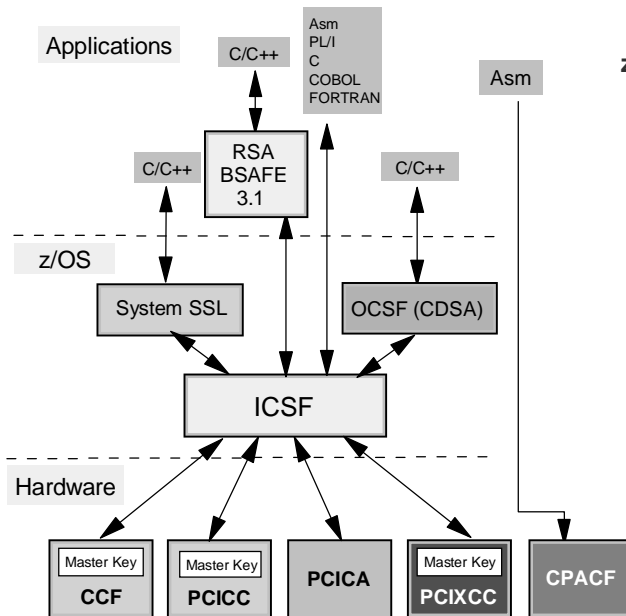 Applications
C/C++
Asm
PL/I
C
COBOL
FORTRAN
z
Asm
RSA
BSAFE
3.1
C/C++
C/C++
z/OS
System SSL
OCSF (CDSA)
ICSF
Hardware
Master Key
CCF
Master Key
PCICC
PCICA
Master Key
PCIXCC
CPACF